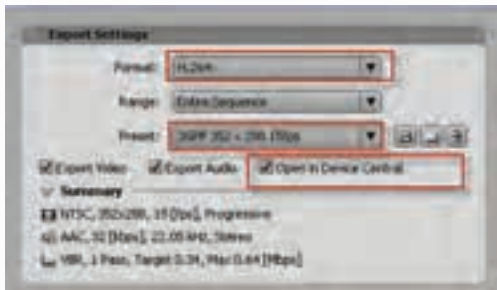 Export Settings
Format: H.264
Range: Entire Sequence
Preset: 3GPP 352 x 288 15fps
Export Video Export Audio Open in Device Central
Summary
NTSC, 352x288, 15 [fps], Progressive
AAC, 32 [kbps], 22.05 kHz, Stereo
VBR, 1 Pass, Target 0.34, Max 0.64 [Mbps]